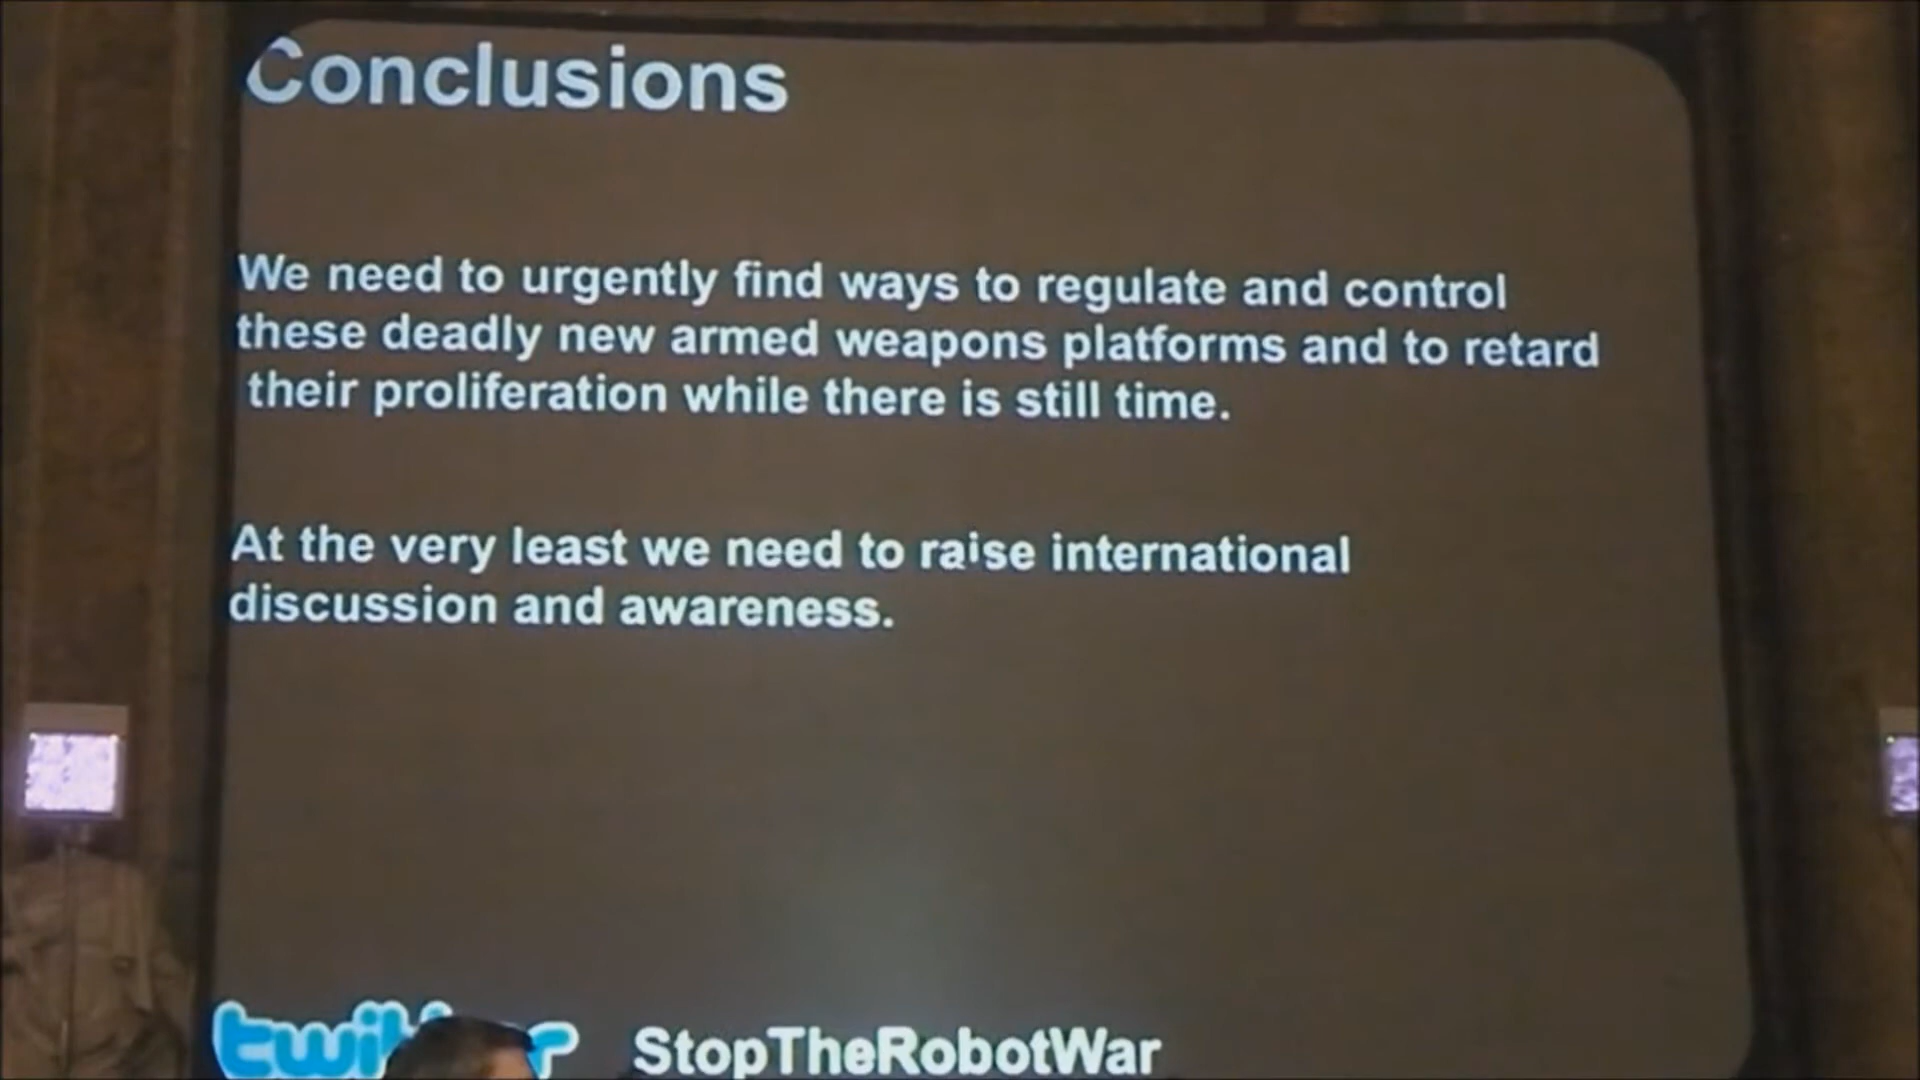 Conclusions
We need to urgently find ways to regulate and control
these deadly new armed weapons platforms and to retard
their proliferation while there is still time.
At the very least we need to raise international
discussion and awareness.
twitter StopTheRobotWar